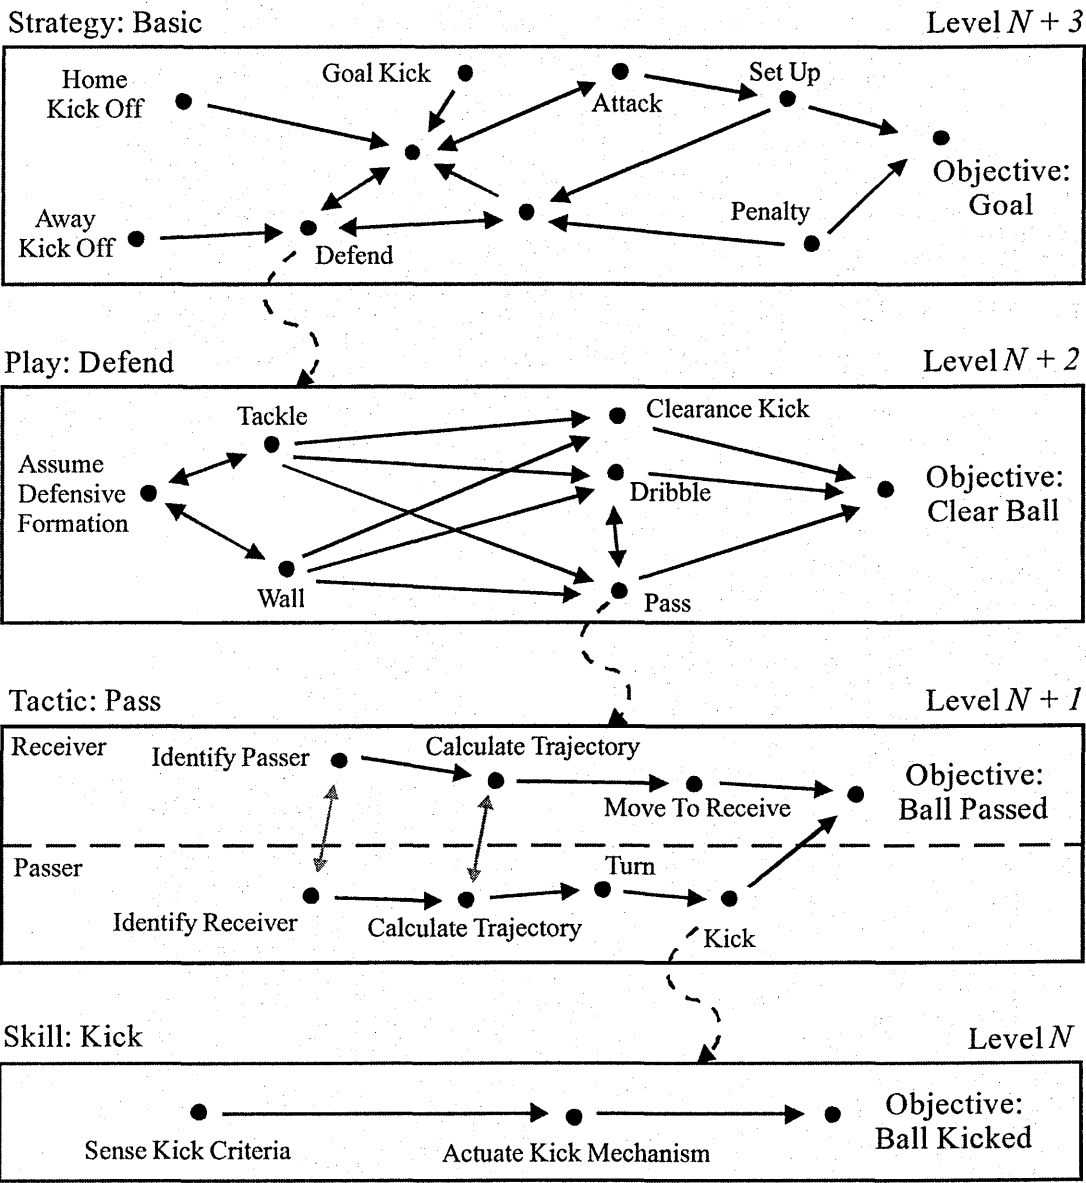 Strategy: Basic
Level N + 3
Home
Kick Off
Goal Kick
Attack
Set Up
Objective:
Goal
Away
Kick Off
Defend
Penalty
Play: Defend
Level N + 2
Tackle
Clearance Kick
Assume
Defensive
Formation
Dribble
Objective:
Clear Ball
Wall
Pass
Tactic: Pass
Level N + 1
Receiver
Identify Passer
Calculate Trajectory
Move To Receive
Objective:
Ball Passed
Passer
Identify Receiver
Calculate Trajectory
Turn
Kick
Skill: Kick
Level N
Sense Kick Criteria
Actuate Kick Mechanism
Objective:
Ball Kicked